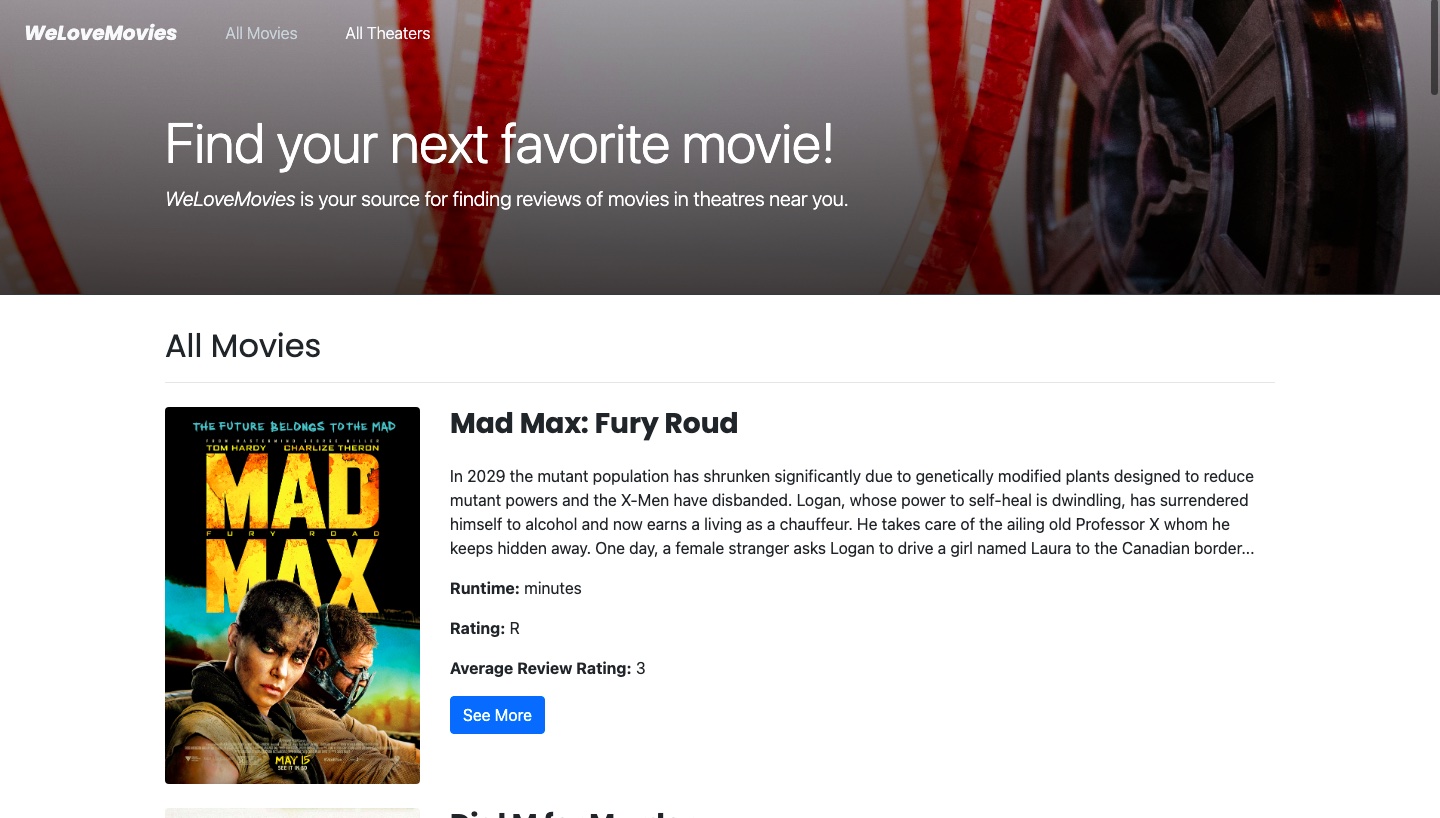 WeLoveMovies All Movies All Theaters
Find your next favorite movie!
WeLoveMovies is your source for finding reviews of movies in theatres near you.
All Movies
THE FUTURE BELONGS TO THE MAD
FROM MASTERMIND GEORGE MILLER
TOM HARDY CHARLIZE THERON
MAD
FURY ROAD
MAX
MAY 15
SEE IT IN 3D
Mad Max: Fury Roud
In 2029 the mutant population has shrunken significantly due to genetically modified plants designed to reduce
mutant powers and the X-Men have disbanded. Logan, whose power to self-heal is dwindling, has surrendered
himself to alcohol and now earns a living as a chauffeur. He takes care of the ailing old Professor X whom he
keeps hidden away. One day, a female stranger asks Logan to drive a girl named Laura to the Canadian border...
Runtime: minutes
Rating: R
Average Review Rating: 3
See More